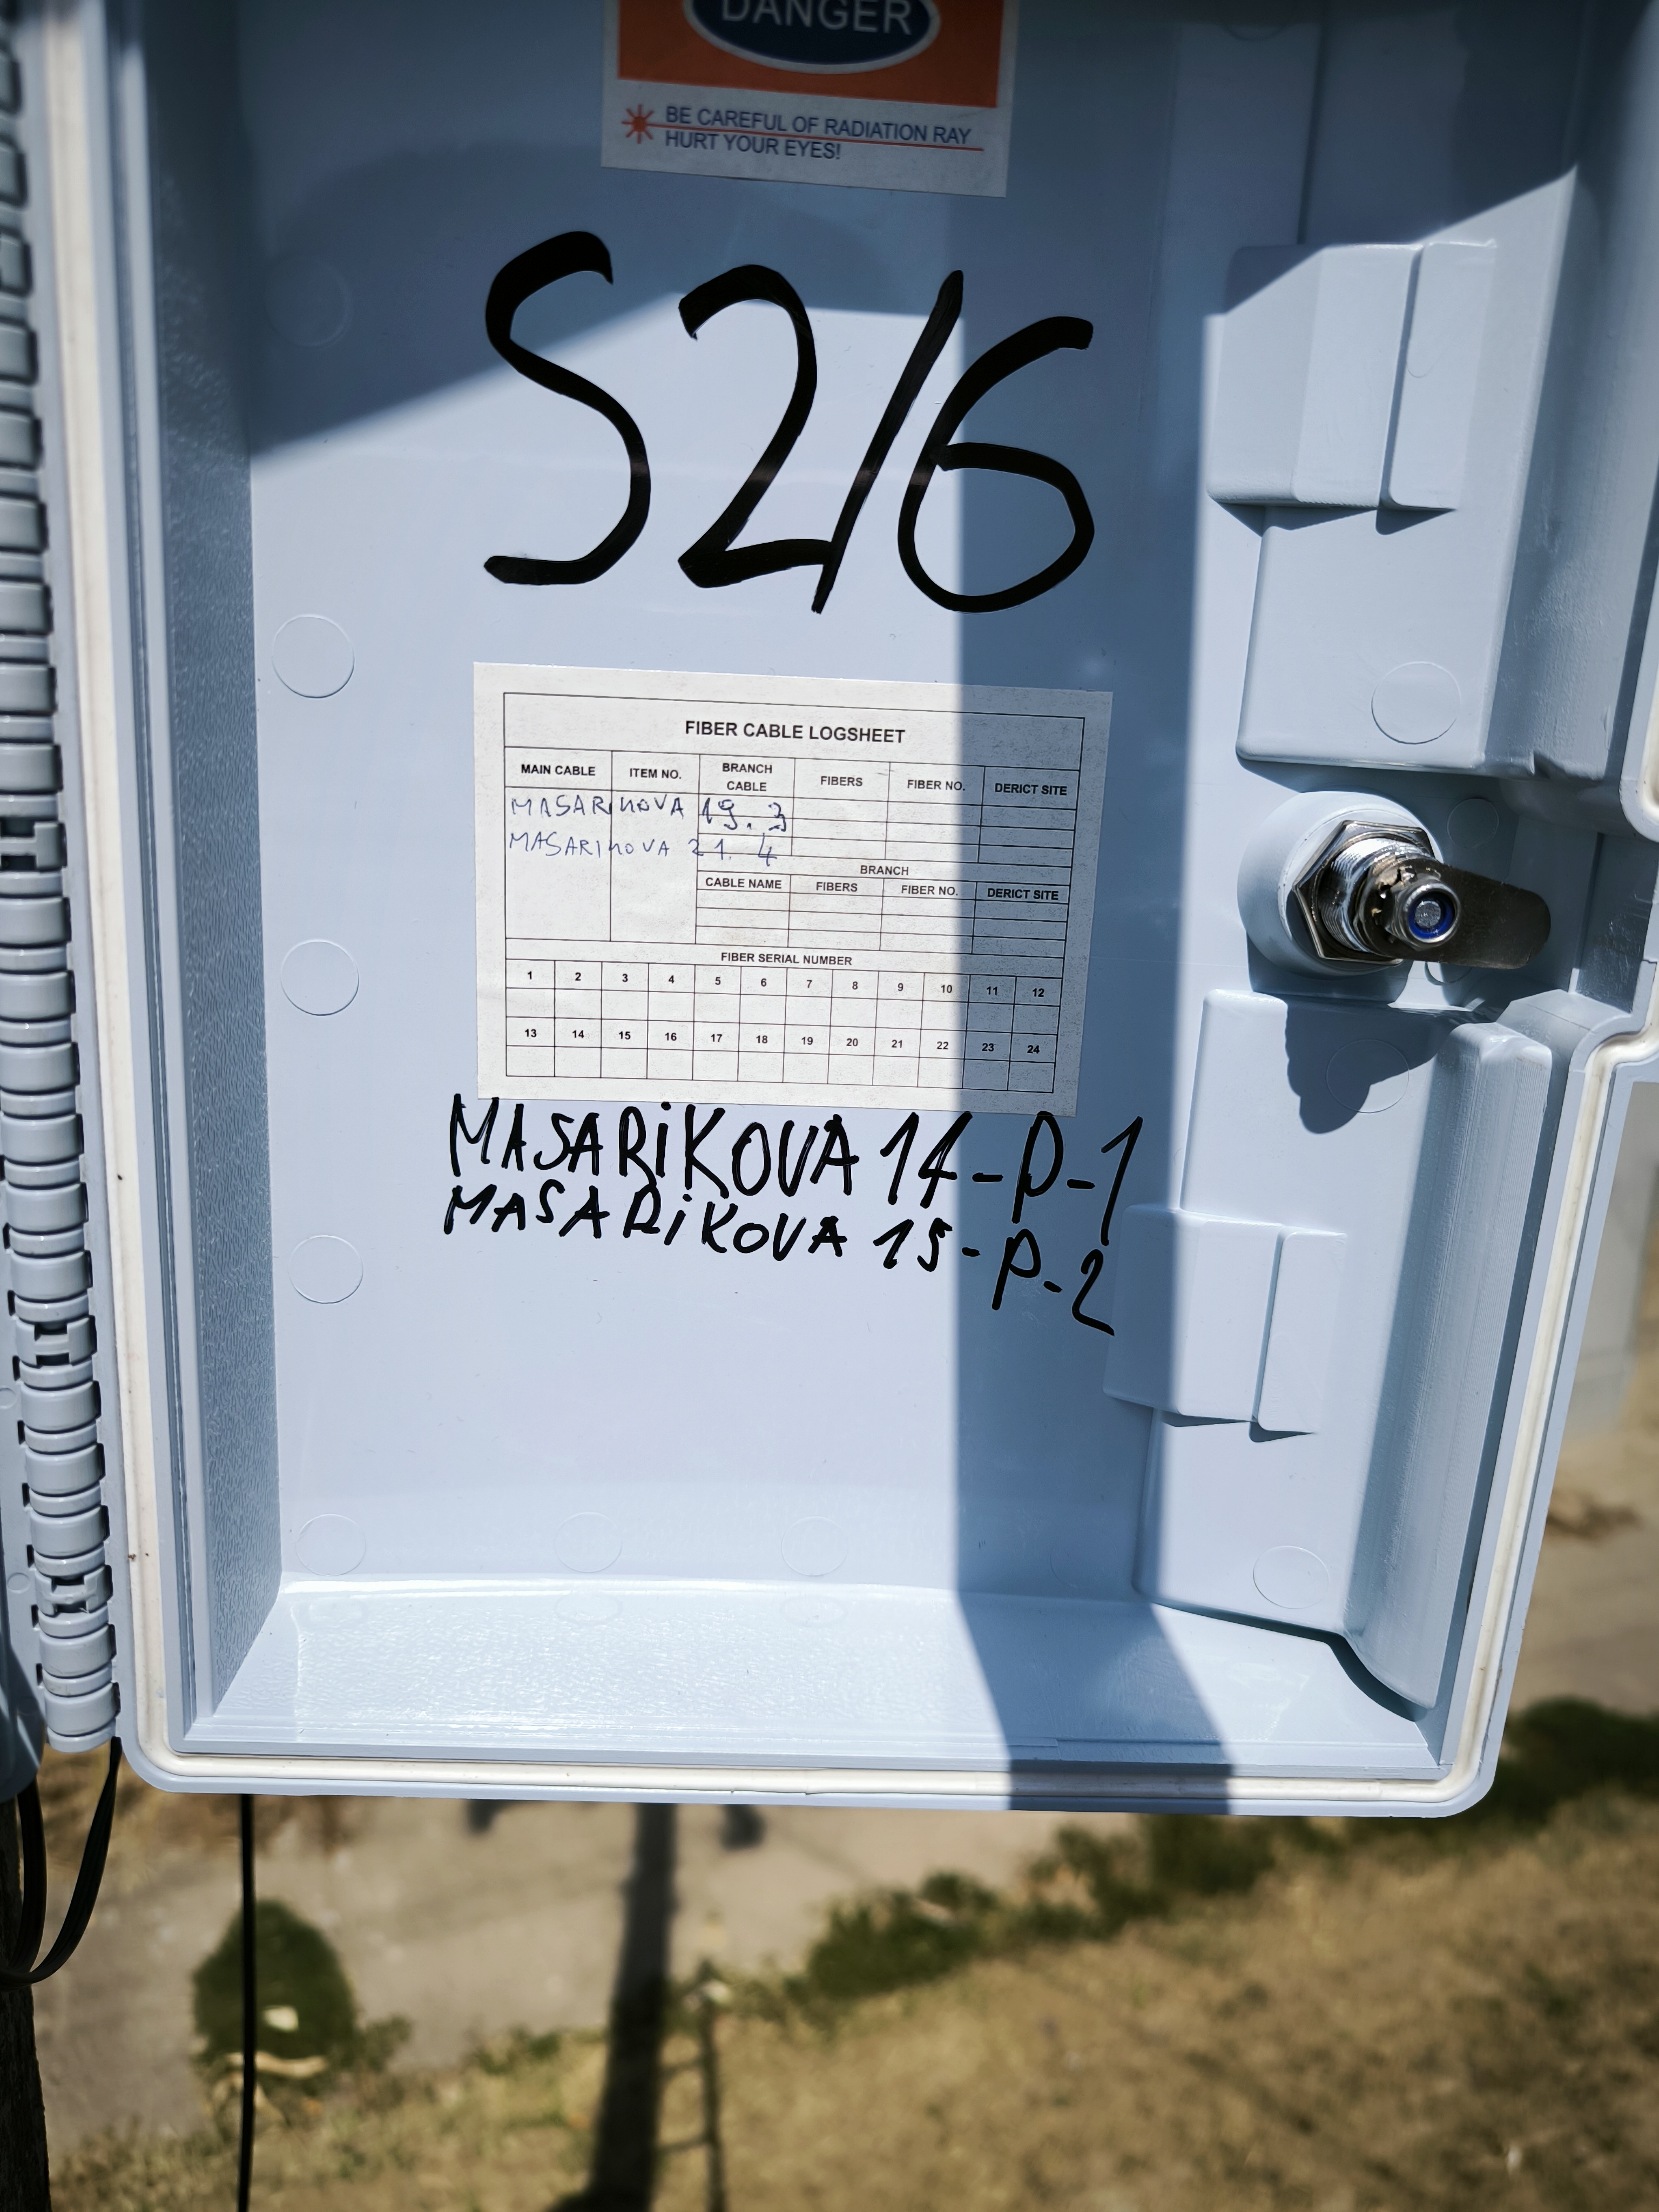 DANGER
BE CAREFUL OF RADIATION RAY
HURT YOUR EYES!
S2/6
FIBER CABLE LOGSHEET
MAIN CABLE ITEM NO. BRANCH CABLE FIBERS FIBER NO. DERICT SITE
MASARIKOVA 19. 3
MASARIKOVA 21. 4
BRANCH
CABLE NAME FIBERS FIBER NO. DERICT SITE
FIBER SERIAL NUMBER
1 2 3 4 5 6 7 8 9 10 11 12
13 14 15 16 17 18 19 20 21 22 23 24
MASARiKOVA 14-P-1
MASARiKOVA 15-P-2